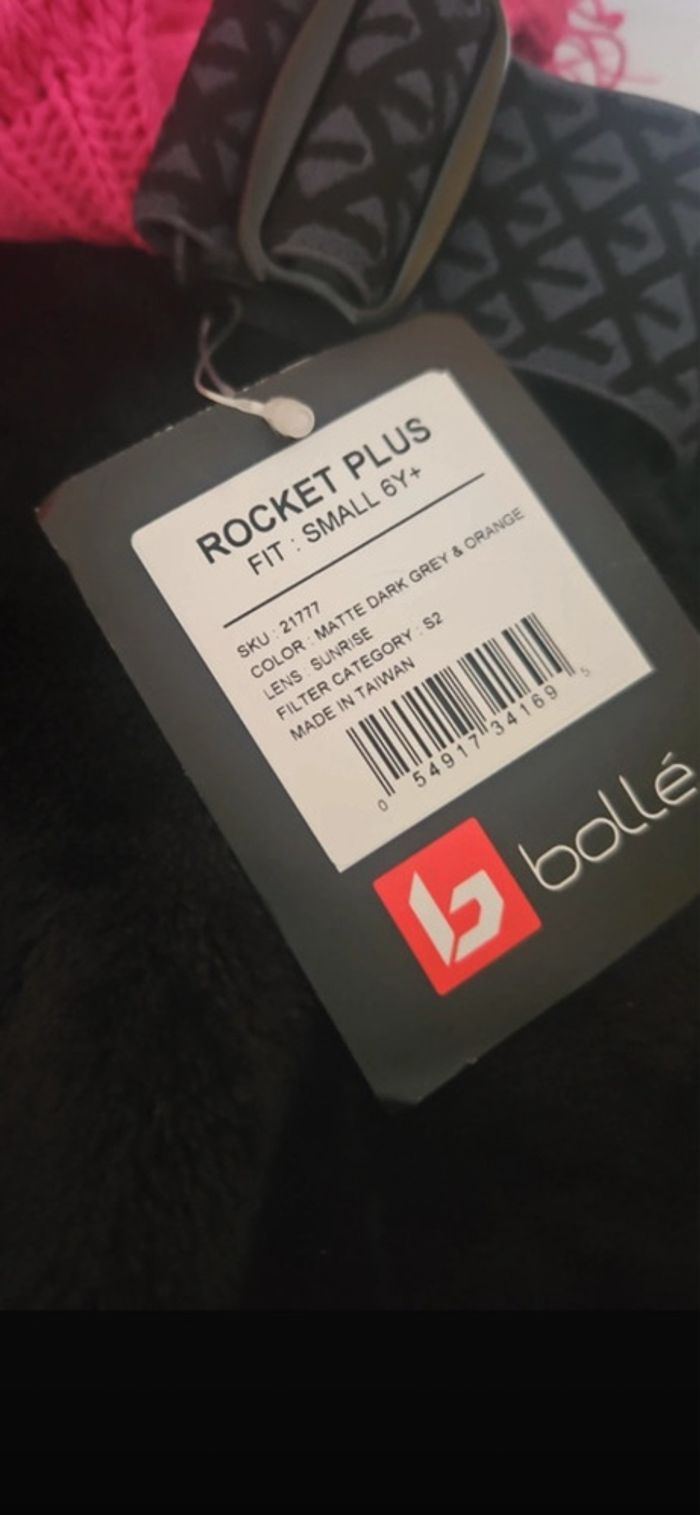 ROCKET PLUS
FIT : SMALL 6Y+
SKU : 21777
COLOR : MATTE DARK GREY & ORANGE
LENS : SUNRISE
FILTER CATEGORY : S2
MADE IN TAIWAN
0 54917 34169 5
bollé